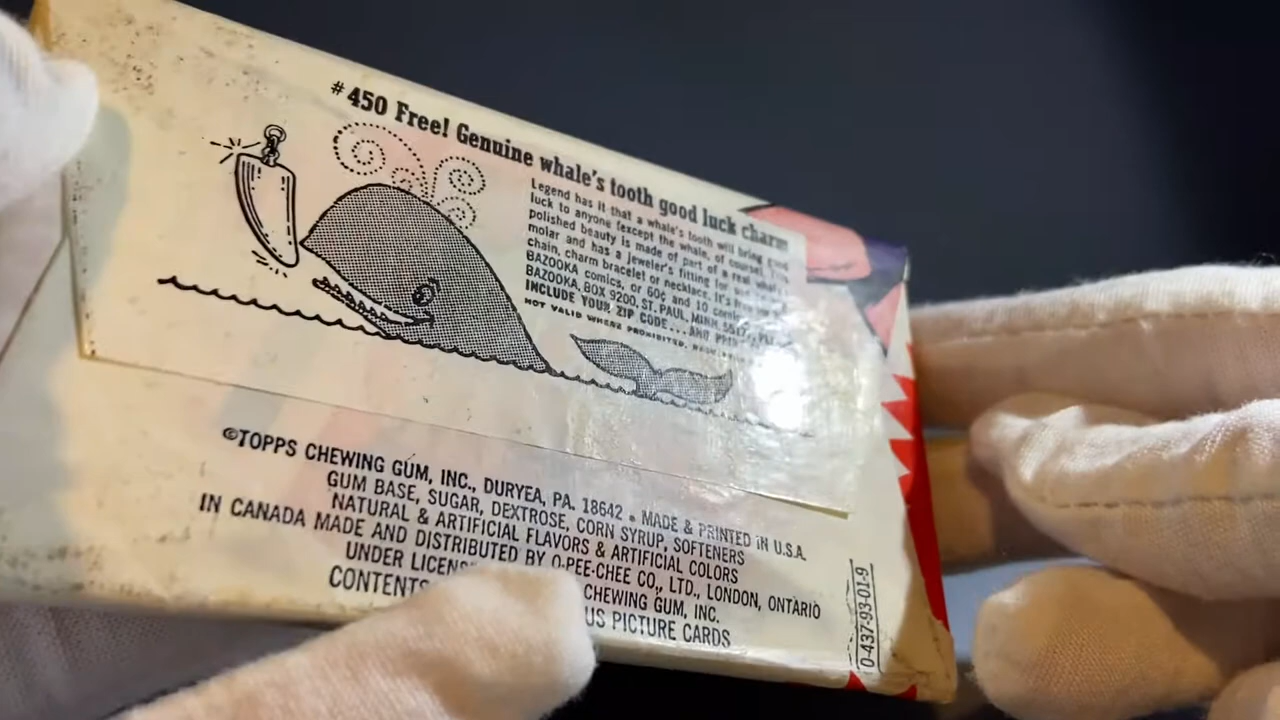 #450 Free! Genuine whale's tooth good luck charm
Legend has it that a whale's tooth will bring good
luck to anyone (except the whale, of course). This
polished beauty is made of part of a real whale's
molar and has a jeweler's fitting for
chain, charm bracelet or necklace. It's
BAZOOKA comics, or 60¢ and 10 comics
BAZOOKA, BOX 9200, ST. PAUL, MINN.
INCLUDE YOUR ZIP CODE...AND
NOT VALID WHERE PROHIBITED,
©TOPPS CHEWING GUM, INC., DURYEA, PA. 18642 • MADE & PRINTED IN U.S.A.
GUM BASE, SUGAR, DEXTROSE, CORN SYRUP, SOFTENERS
NATURAL & ARTIFICIAL FLAVORS & ARTIFICIAL COLORS
IN CANADA MADE AND DISTRIBUTED BY O-PEE-CHEE CO., LTD., LONDON, ONTARIO
UNDER CHEWING GUM, INC.
CONTENTS US PICTURE CARDS
0-437-93-01-9